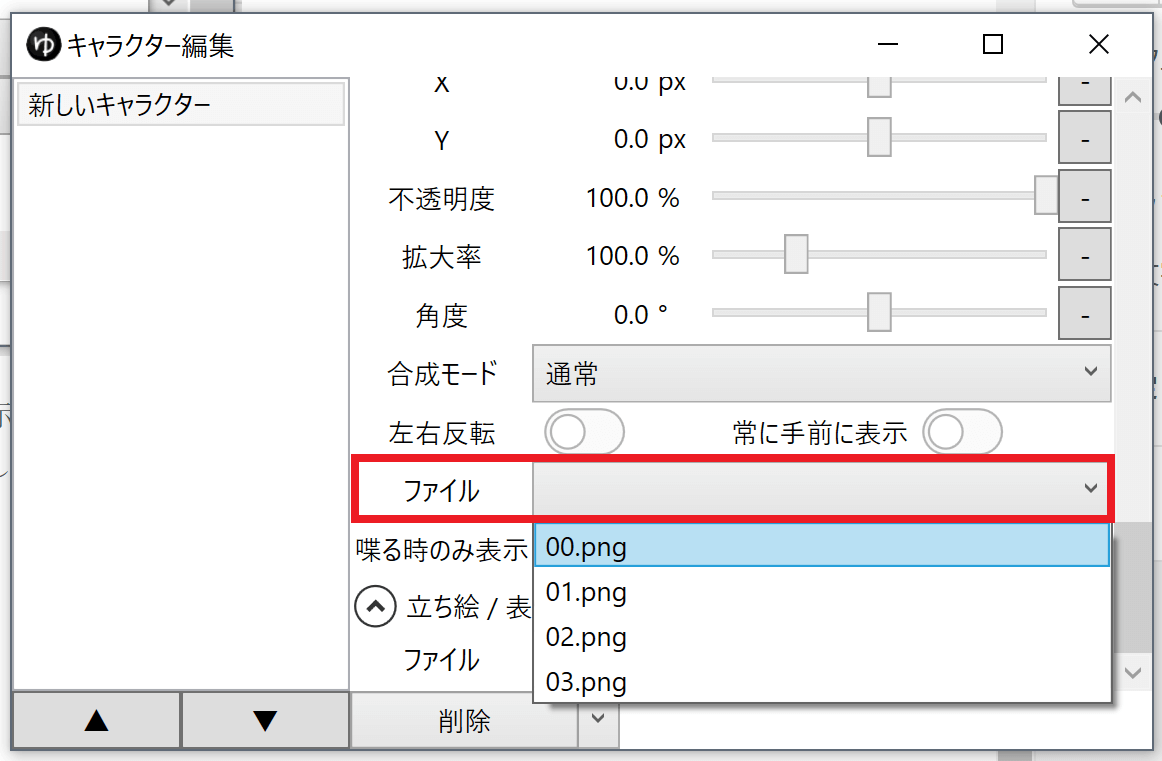 ゆ キャラクター編集
新しいキャラクター
X 0.0 px -
Y 0.0 px -
不透明度 100.0 % -
拡大率 100.0 % -
角度 0.0 ° -
合成モード 通常
左右反転 常に手前に表示
ファイル
喋る時のみ表示 00.png
01.png
立ち絵 / 表
02.png
ファイル
03.png
▲ ▼ 削除